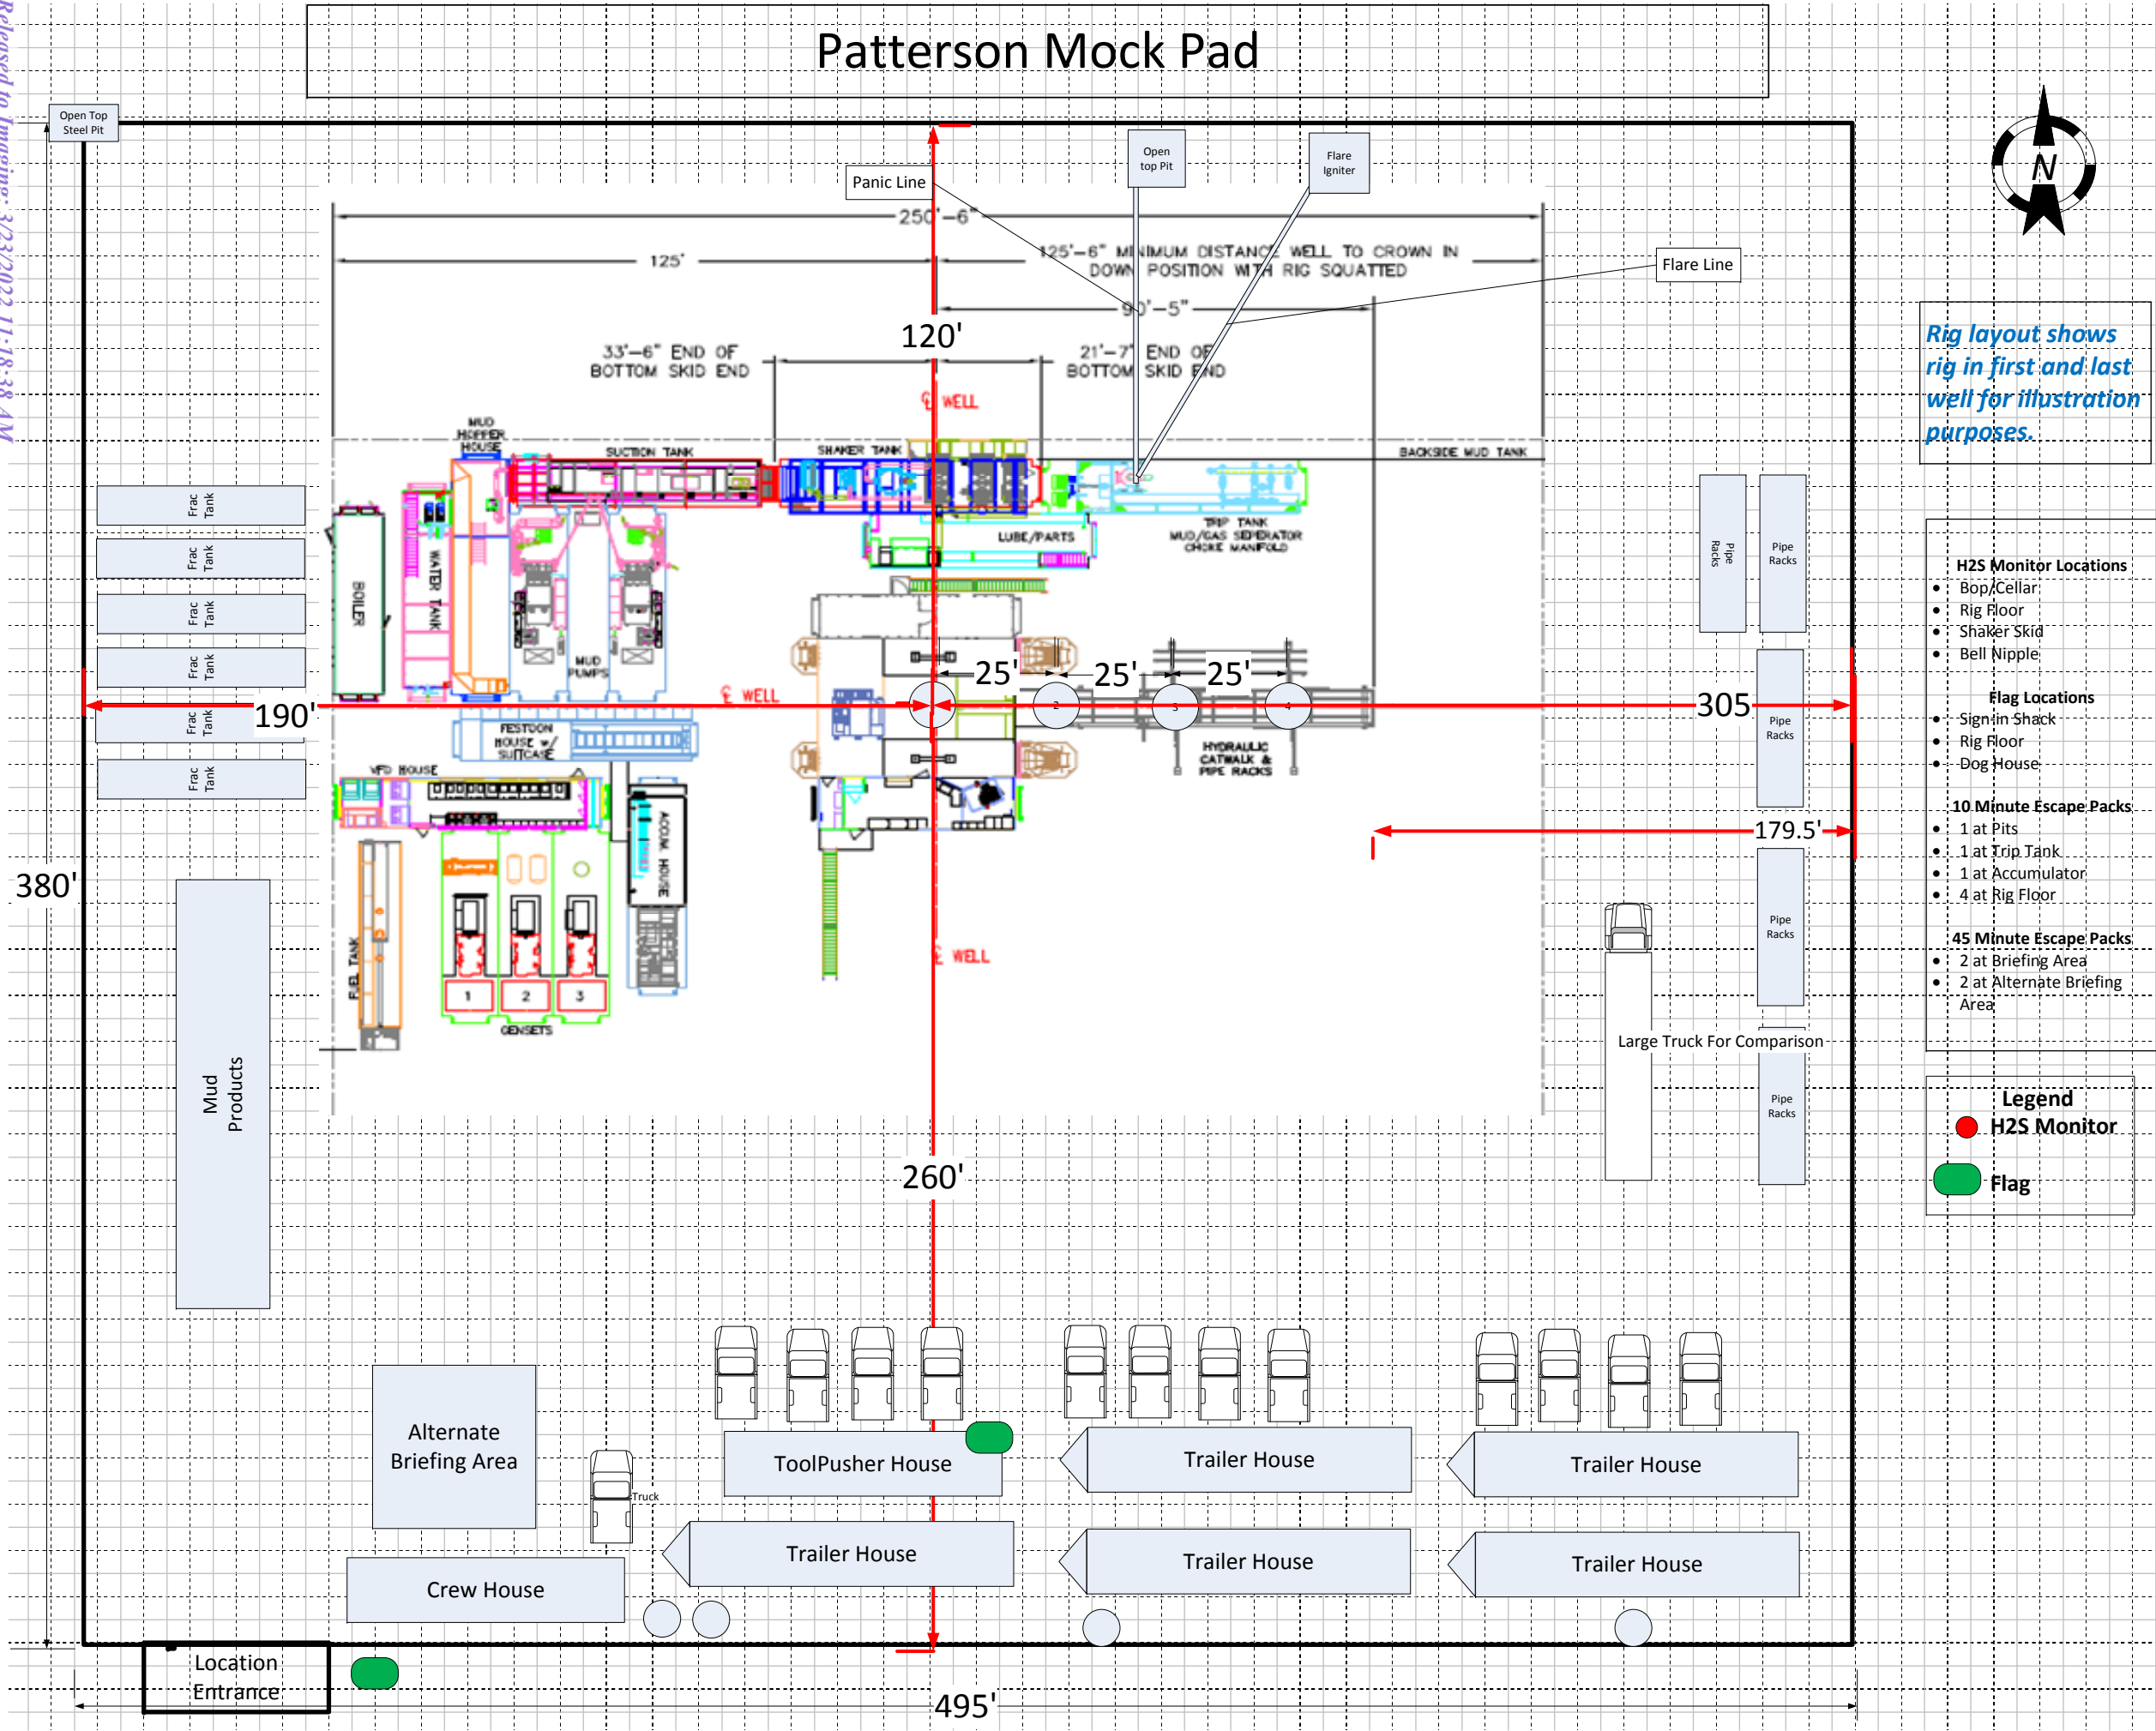 Released to Imaging: 3/23/2022 11:18:38 AM
Patterson Mock Pad
Open Top
Steel Pit
Panic Line
Open
top Pit
Flare
Igniter
N
250'-6"
125'
125'-6" MINIMUM DISTANCE WELL TO CROWN IN
DOWN POSITION WITH RIG SQUATTED
Flare Line
90'-5"
120'
33'-6" END OF
BOTTOM SKID END
21'-7" END OF
BOTTOM SKID END
Rig layout shows
rig in first and last
well for illustration
purposes.
℄ WELL
MUD
HOPPER
HOUSE
SUCTION TANK
SHAKER TANK
BACKSIDE MUD TANK
Frac
Tank
Frac
Tank
Frac
Tank
Frac
Tank
Frac
Tank
Frac
Tank
BOILER
WATER TANK
MUD
PUMPS
LUBE/PARTS
TRIP TANK
MUD/GAS SEPERATOR
CHOKE MANIFOLD
Pipe
Racks
Pipe
Racks
Pipe
Racks
Pipe
Racks
Pipe
Racks
25'
25'
25'
℄ WELL
2
3
4
190'
305
FESTOON
HOUSE w/
SUITCASE
HYDRAULIC
CATWALK &
PIPE RACKS
VFD HOUSE
ACCUM. HOUSE
179.5'
380'
FUEL TANK
℄ WELL
1
2
3
GENSETS
Large Truck For Comparison
Mud
Products
260'
H2S Monitor Locations
• Bop/Cellar
• Rig Floor
• Shaker Skid
• Bell Nipple
Flag Locations
• Sign in Shack
• Rig Floor
• Dog House
10 Minute Escape Packs
• 1 at Pits
• 1 at Trip Tank
• 1 at Accumulator
• 4 at Rig Floor
45 Minute Escape Packs
• 2 at Briefing Area
• 2 at Alternate Briefing
Area
Legend
H2S Monitor
Flag
Alternate
Briefing Area
Truck
ToolPusher House
Trailer House
Trailer House
Crew House
Trailer House
Trailer House
Trailer House
Location
Entrance
495'